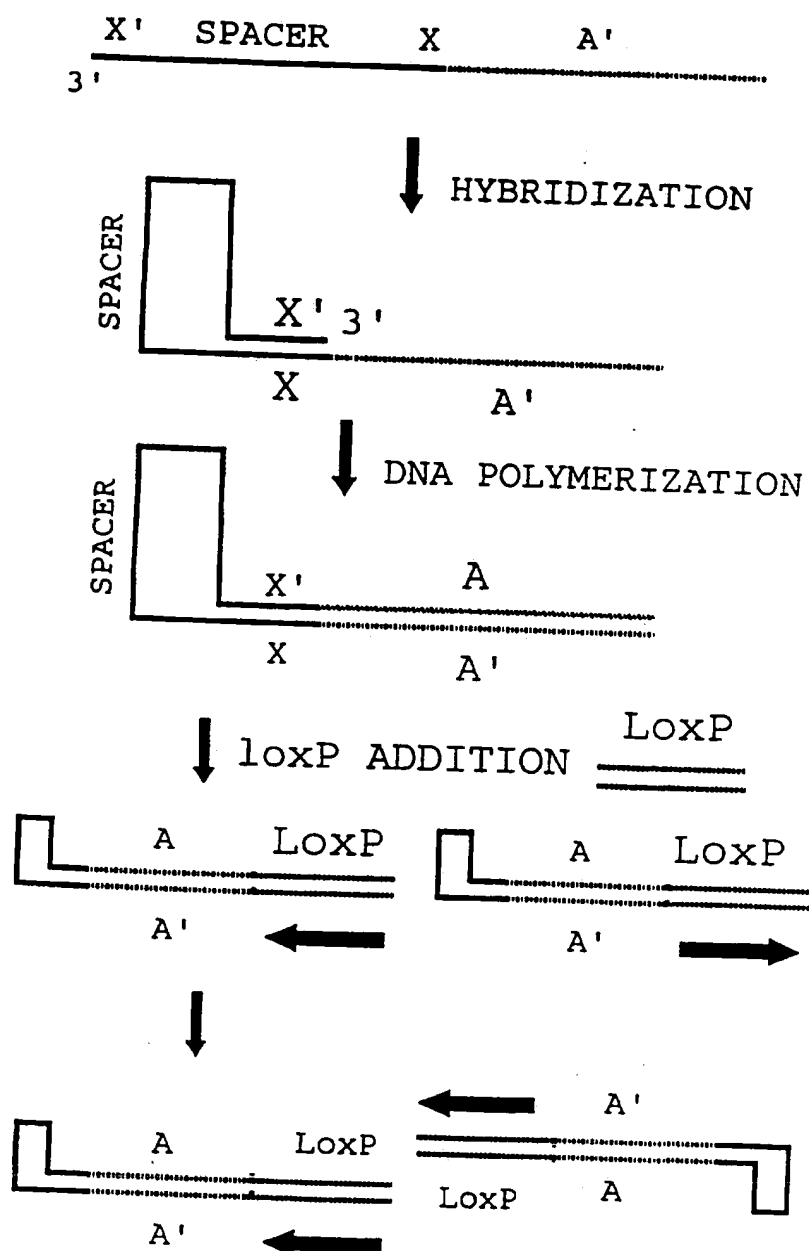 X' SPACER X A'
3'
HYBRIDIZATION
SPACER
X' 3'
X A'
DNA POLYMERIZATION
SPACER
X' A
X A'
loxP ADDITION LoxP
A LoxP A LoxP
A' A'
A'
A LoxP
LoxP A
A'